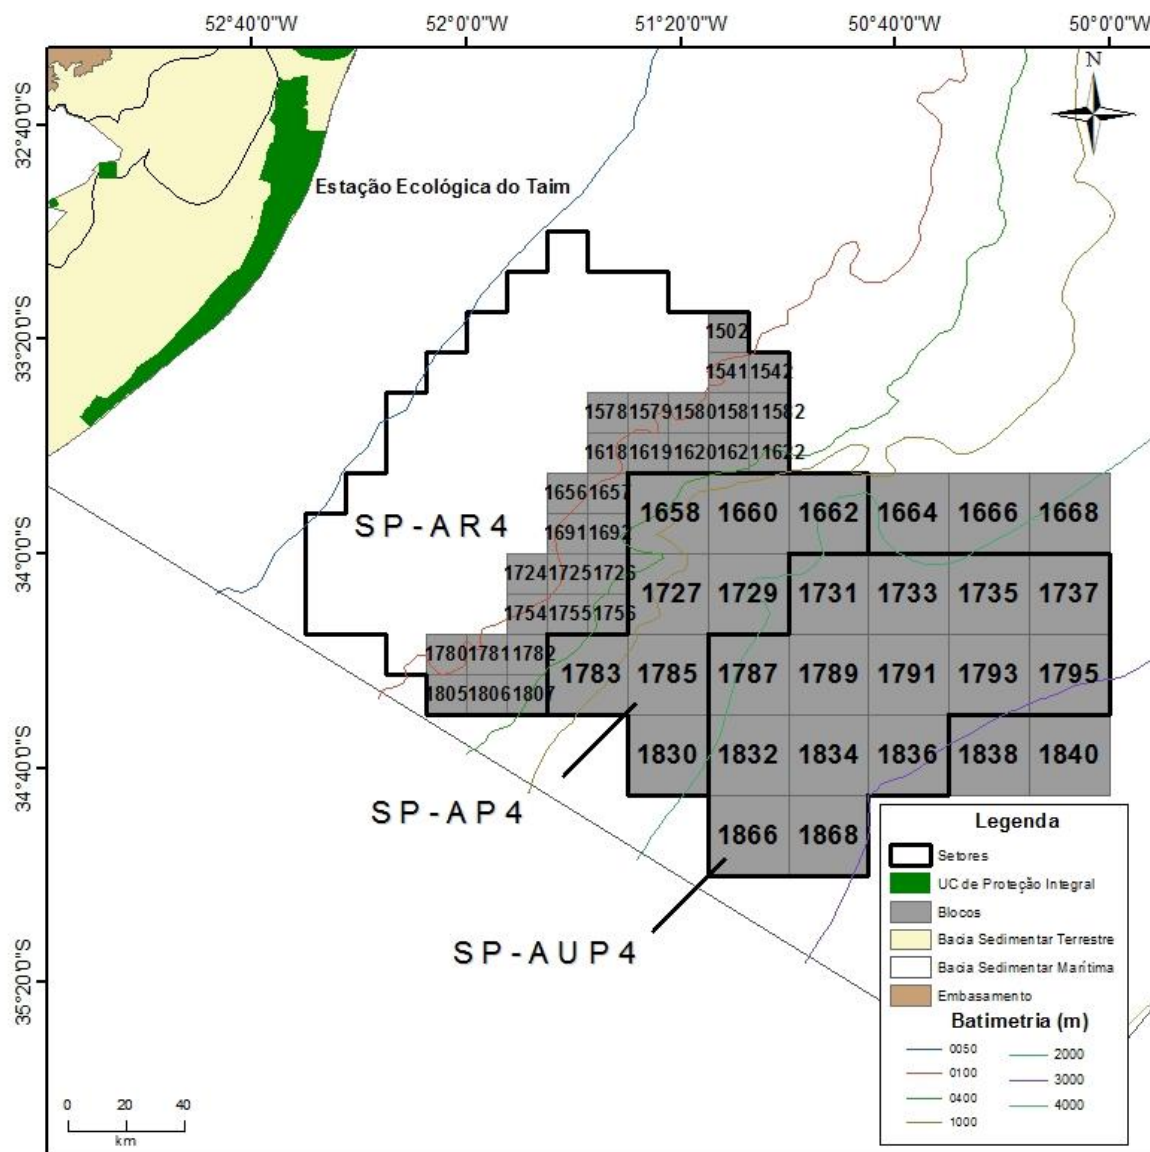 52°40'0"W 52°0'0"W 51°20'0"W 50°40'0"W 50°0'0"W
N
32°40'0"S
Estação Ecológica do Taim
33°20'0"S
1502
1541 1542
1578 1579 1580 1581 1582
1618 1619 1620 1621 1622
1656 1657
1658 1660 1662 1664 1666 1668
SP-AR4
1691 1692
34°0'0"S
1724 1725 1726
1727 1729 1731 1733 1735 1737
1754 1755 1756
1780 1781 1782
1783 1785 1787 1789 1791 1793 1795
1805 1806 1807
34°40'0"S
1830 1832 1834 1836 1838 1840
SP-AP4
1866 1868
SP-AUP4
35°20'0"S
Legenda
Setores
UC de Proteção Integral
Blocos
Bacia Sedimentar Terrestre
Bacia Sedimentar Marítima
Embasamento
Batimetria (m)
0050 2000
0100 3000
0400 4000
1000
0 20 40
km